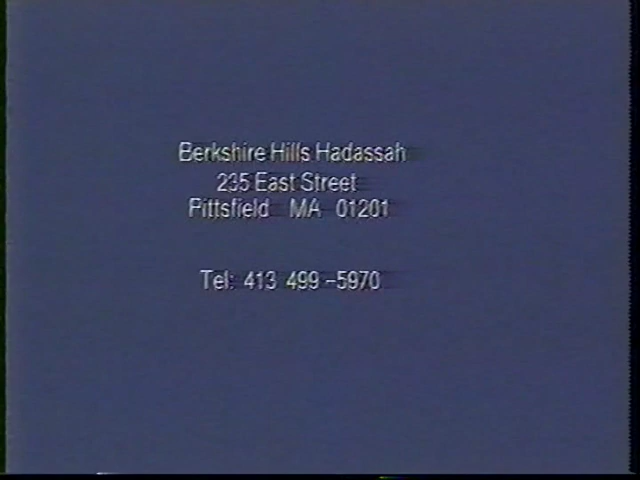 Berkshire Hills Hadassah
235 East Street
Pittsfield MA 01201
Tel: 413 499-5970